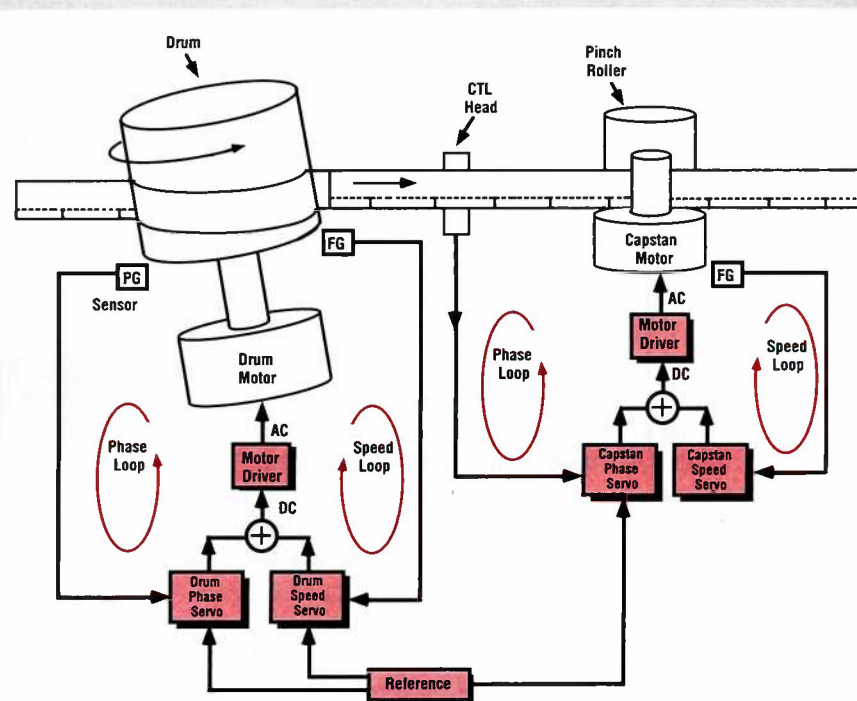 Drum
CTL
Head
Pinch
Roller
FG
PG
Sensor
Capstan
Motor
FG
AC
Drum
Motor
Motor
Driver
Phase
Loop
Speed
Loop
DC
AC
Phase
Loop
Speed
Loop
Motor
Driver
Capstan
Phase
Servo
Capstan
Speed
Servo
DC
Drum
Phase
Servo
Drum
Speed
Servo
Reference